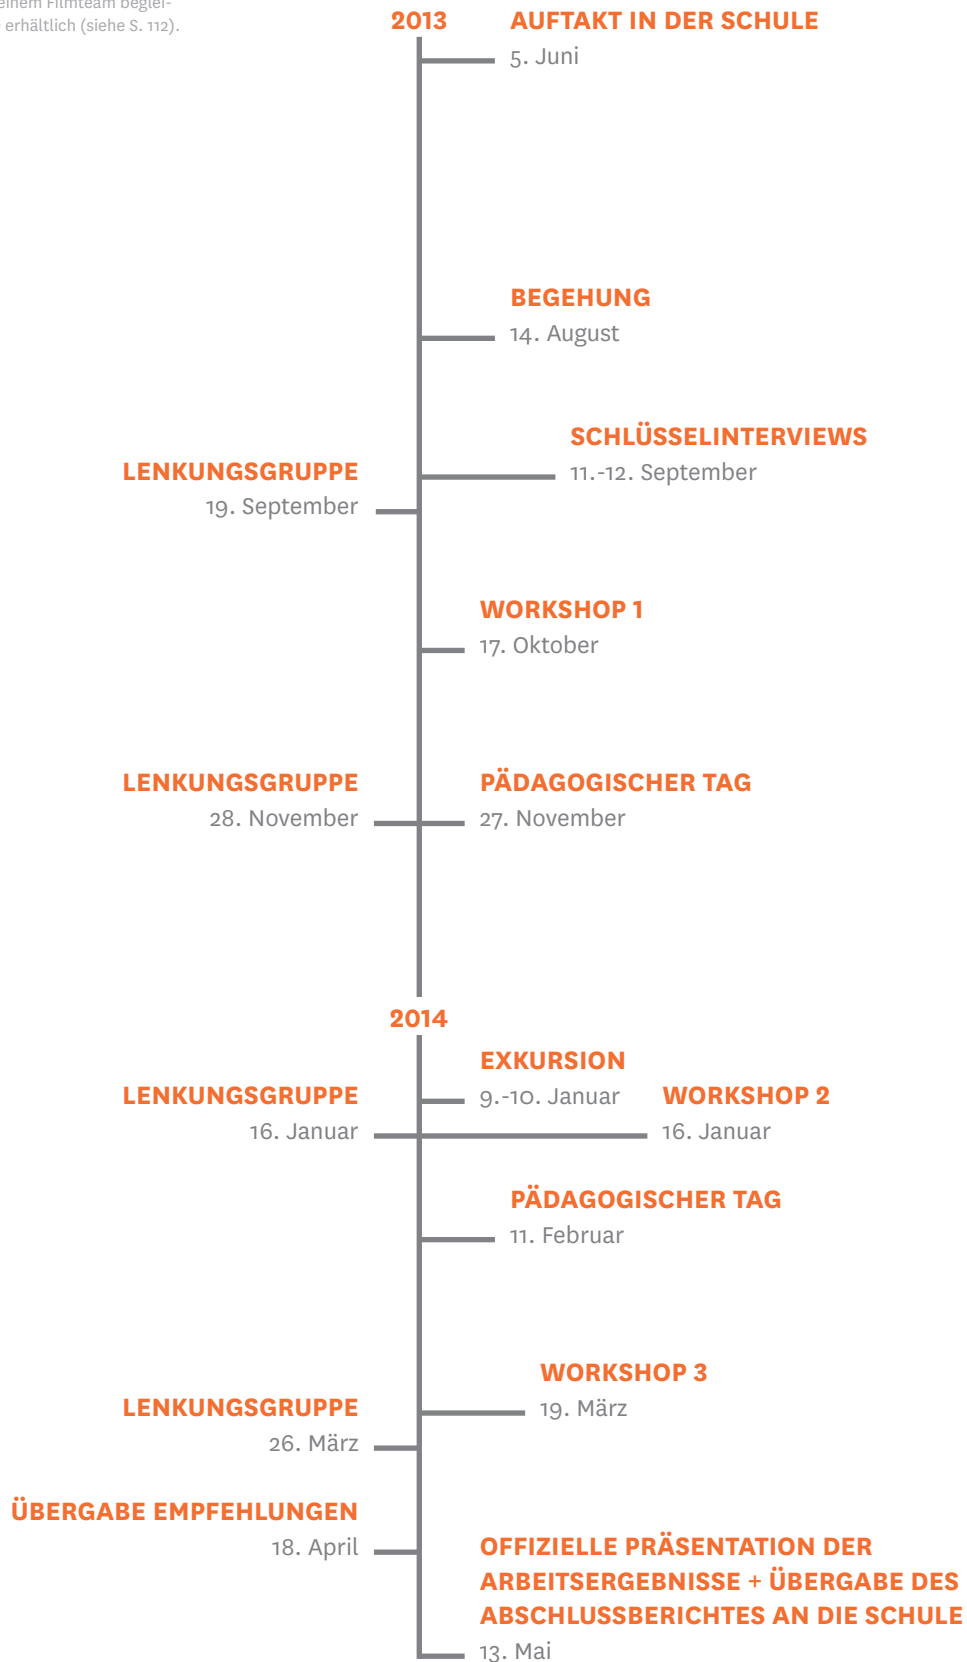 einem Filmteam beglei-
erhältlich (siehe S. 112).
2013
AUFTAKT IN DER SCHULE
5. Juni
BEGEHUNG
14. August
SCHLÜSSELINTERVIEWS
11.-12. September
LENKUNGSGRUPPE
19. September
WORKSHOP 1
17. Oktober
LENKUNGSGRUPPE
28. November
PÄDAGOGISCHER TAG
27. November
2014
EXKURSION
9.-10. Januar
LENKUNGSGRUPPE
16. Januar
WORKSHOP 2
16. Januar
PÄDAGOGISCHER TAG
11. Februar
WORKSHOP 3
19. März
LENKUNGSGRUPPE
26. März
ÜBERGABE EMPFEHLUNGEN
18. April
OFFIZIELLE PRÄSENTATION DER
ARBEITSERGEBNISSE + ÜBERGABE DES
ABSCHLUSSBERICHTES AN DIE SCHULE
13. Mai